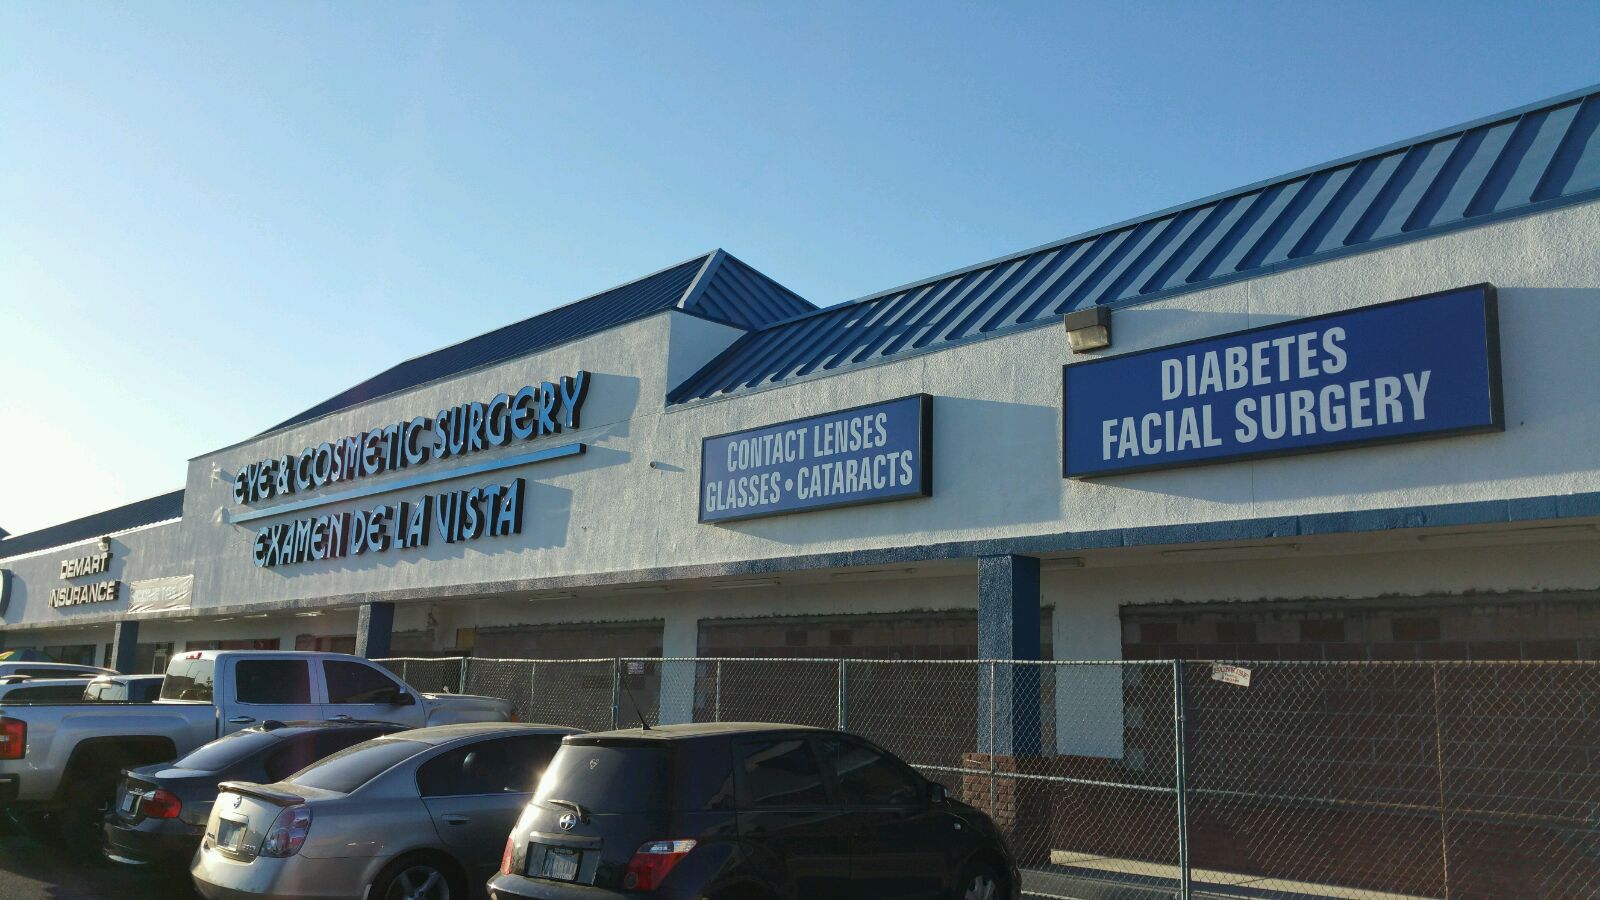 EYE & COSMETIC SURGERY
EXAMEN DE LA VISTA
CONTACT LENSES
GLASSES • CATARACTS
DIABETES
FACIAL SURGERY
DEMART
INSURANCE